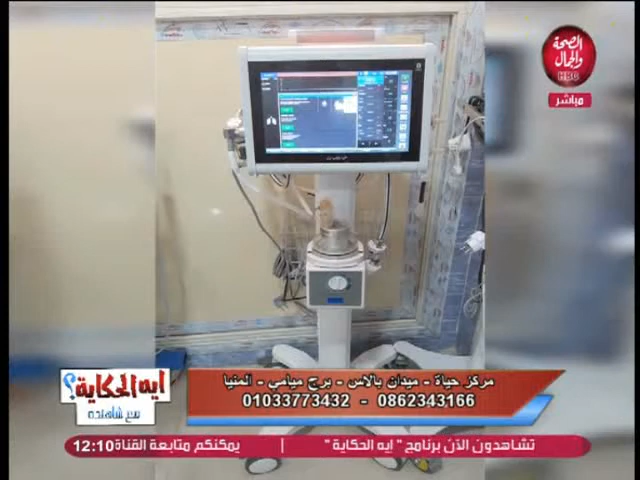 الصحة
والجمال
HBC
مباشر
مركز حياة - ميدان بالاس - برج ميامي - المنيا
01033773432 - 0862343166
ايه الحكاية؟
مع شاهنده
تشاهدون الآن برنامج " إيه الحكاية " | يمكنكم متابعة القناة
12:10